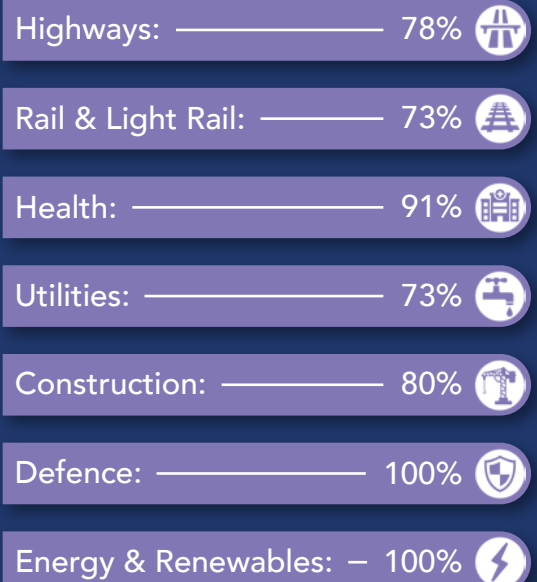 Highways: 78%
Rail & Light Rail: 73%
Health: 91%
Utilities: 73%
Construction: 80%
Defence: 100%
Energy & Renewables: 100%